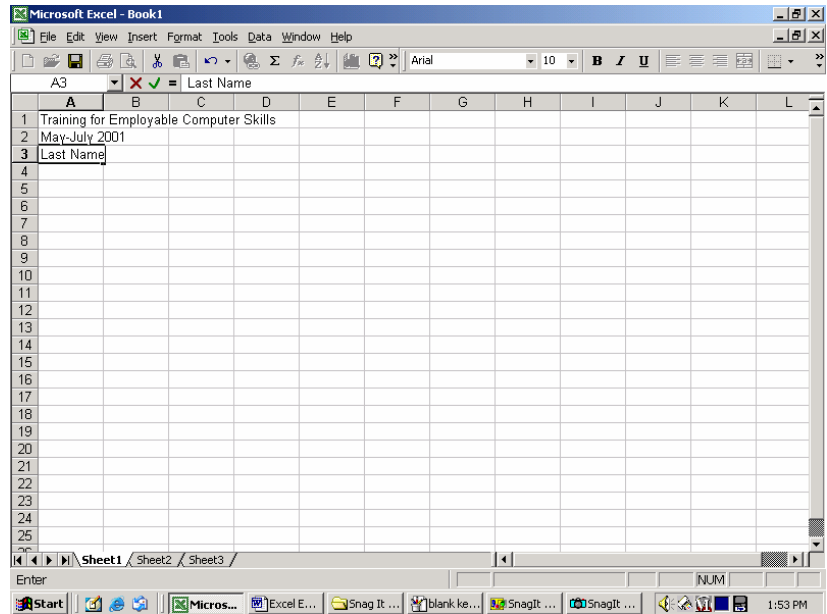 Microsoft Excel - Book1
File Edit View Insert Format Tools Data Window Help
Arial 10 B I U
A3 = Last Name
A B C D E F G H I J K L
1 Training for Employable Computer Skills
2 May-July 2001
3 Last Name
4
5
6
7
8
9
10
11
12
13
14
15
16
17
18
19
20
21
22
23
24
25
Sheet1 Sheet2 Sheet3
Enter NUM
Start Micros... Excel E... Snag It ... blank ke... SnagIt ... SnagIt ... 1:53 PM